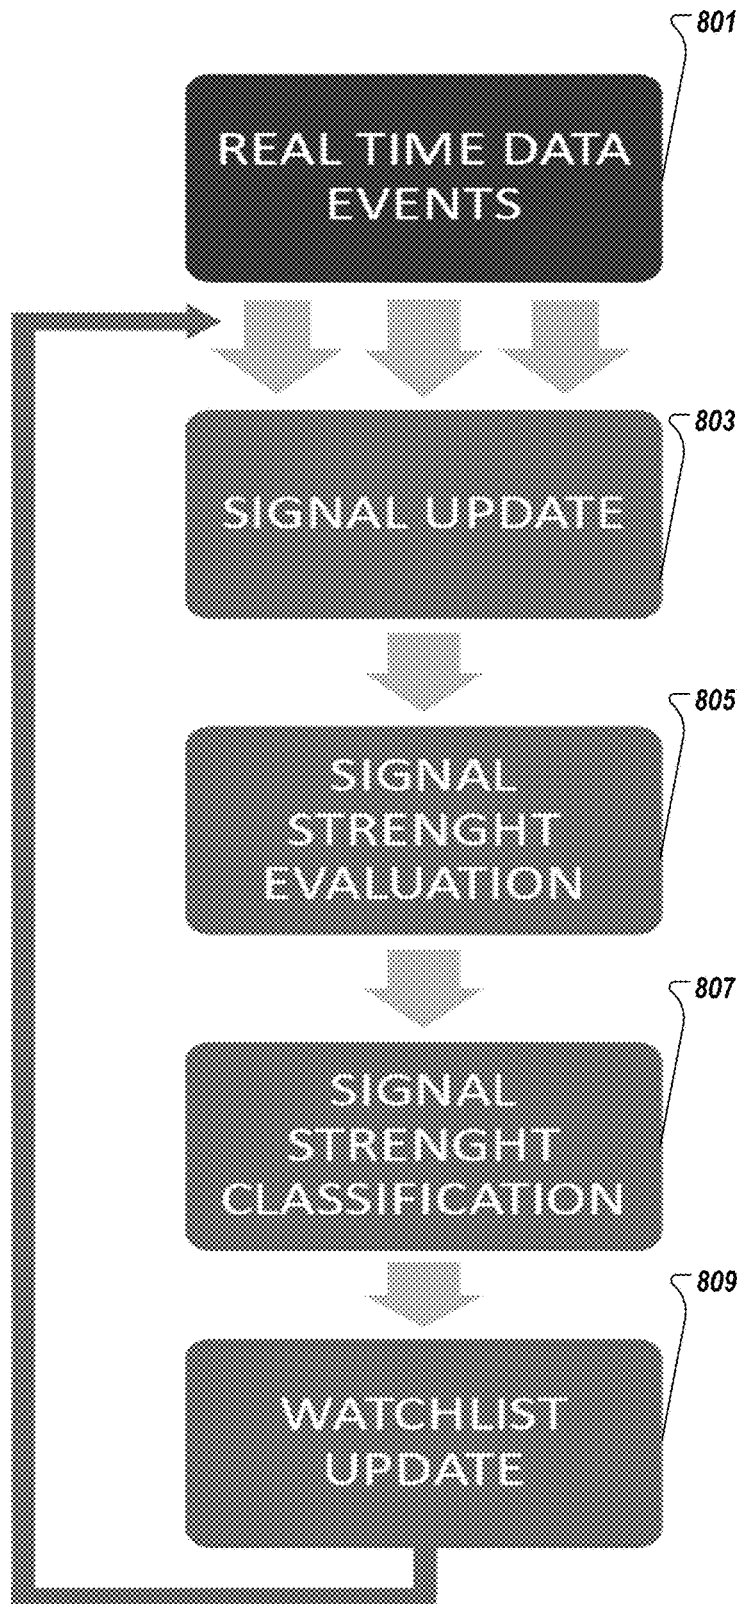 801
REAL TIME DATA
EVENTS
803
SIGNAL UPDATE
805
SIGNAL
STRENGHT
EVALUATION
807
SIGNAL
STRENGHT
CLASSIFICATION
809
WATCHLIST
UPDATE